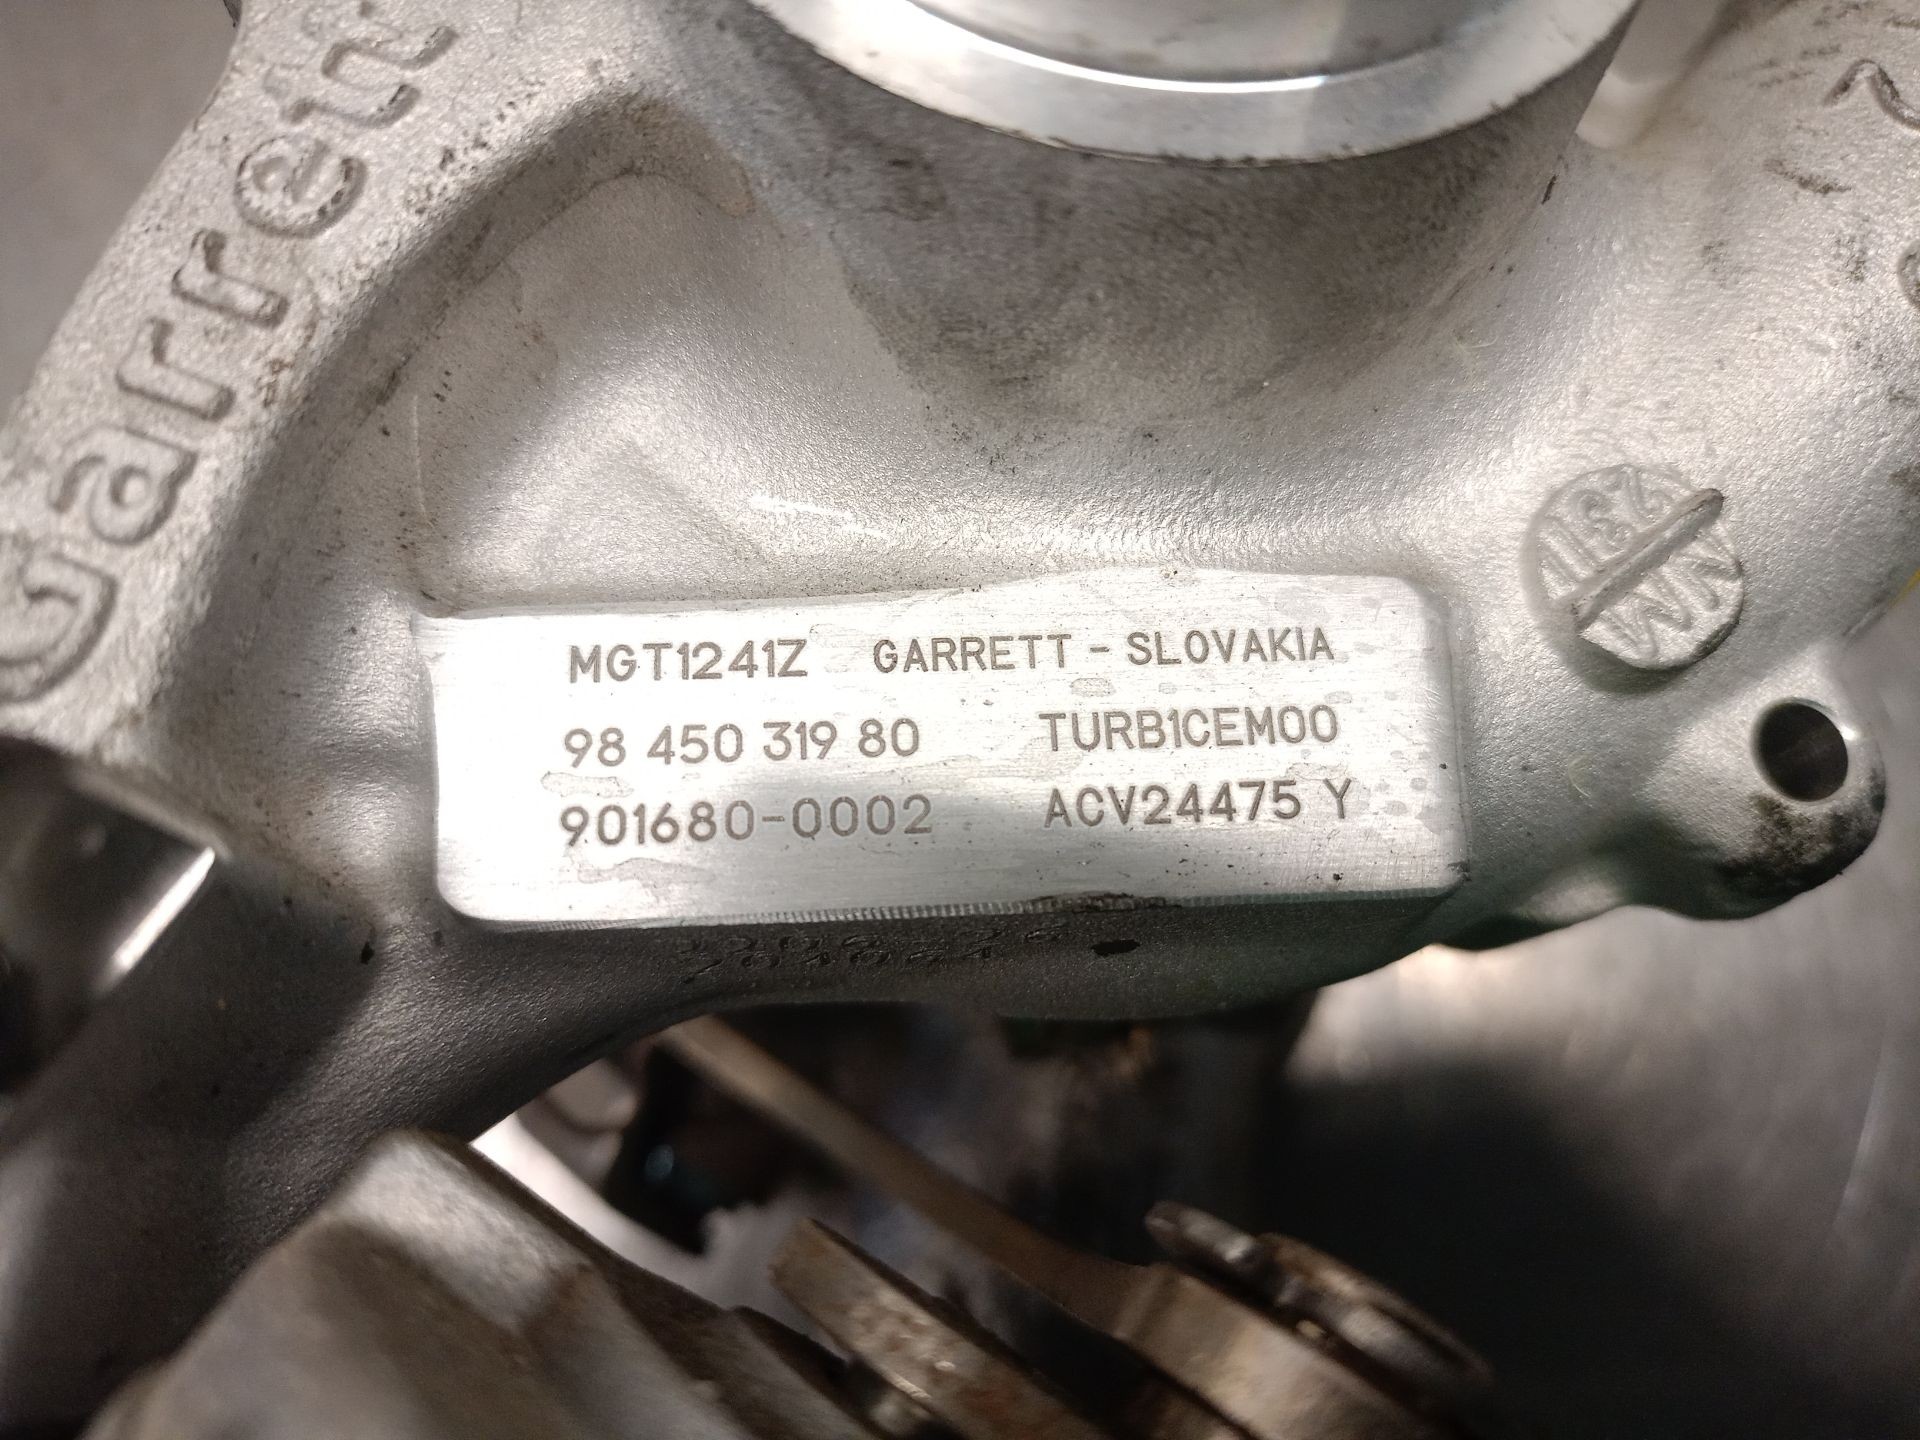 Garrett
MGT1241Z GARRETT - SLOVAKIA
98 450 319 80 TURB1CEM00
901680-0002 ACV24475 Y